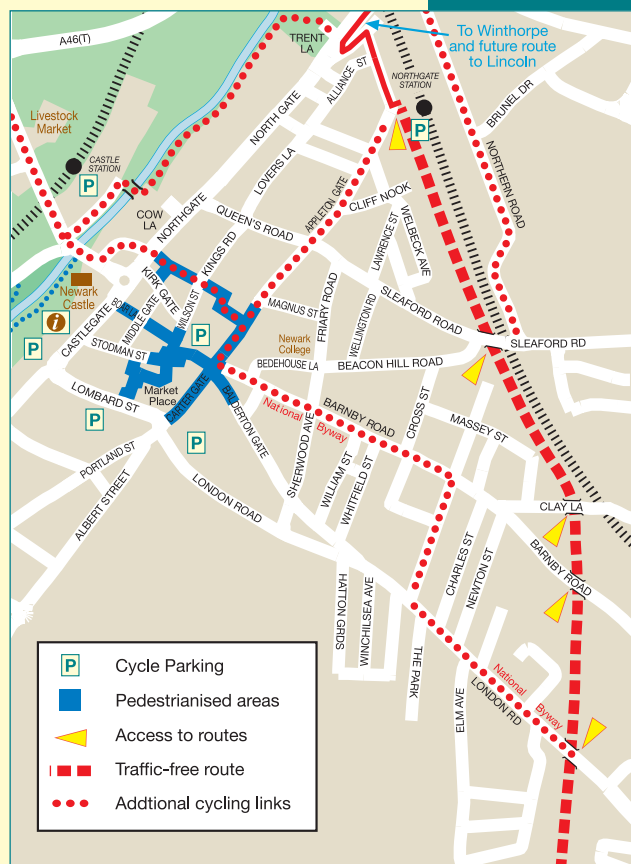 A46(T)
TRENT
LA
To Winthorpe
and future route
to Lincoln
ALLIANCE ST
NORTHGATE
STATION
P
BRUNEL DR
Livestock
Market
NORTH GATE
CASTLE
STATION
P
LOVERS LA
NORTHERN ROAD
COW
LA
NORTHGATE
APPLETON GATE
CLIFF NOOK
QUEEN'S ROAD
KINGS RD
LAWRENCE ST
WELBECK AVE
KIRK GATE
Newark
Castle
BOAR LA
MIDDLE GATE
WILSON ST
MAGNUS ST
FRIARY ROAD
SLEAFORD ROAD
i
P
CASTLEGATE
P
WELLINGTON RD
Newark
College
SLEAFORD RD
STODMAN ST
BEDEHOUSE LA
BEACON HILL ROAD
Market
Place
LOMBARD ST
CARTER GATE
BALDERTON GATE
National Byway
BARNBY ROAD
CROSS ST
MASSEY ST
P
P
PORTLAND ST
ALBERT STREET
LONDON ROAD
SHERWOOD AVE
WILLIAM ST
WHITFIELD ST
CLAY LA
BARNBY ROAD
CHARLES ST
NEWTON ST
HATTON GRDS
WINCHILSEA AVE
THE PARK
ELM AVE
National Byway
LONDON RD
P Cycle Parking
Pedestrianised areas
Access to routes
Traffic-free route
Addtional cycling links